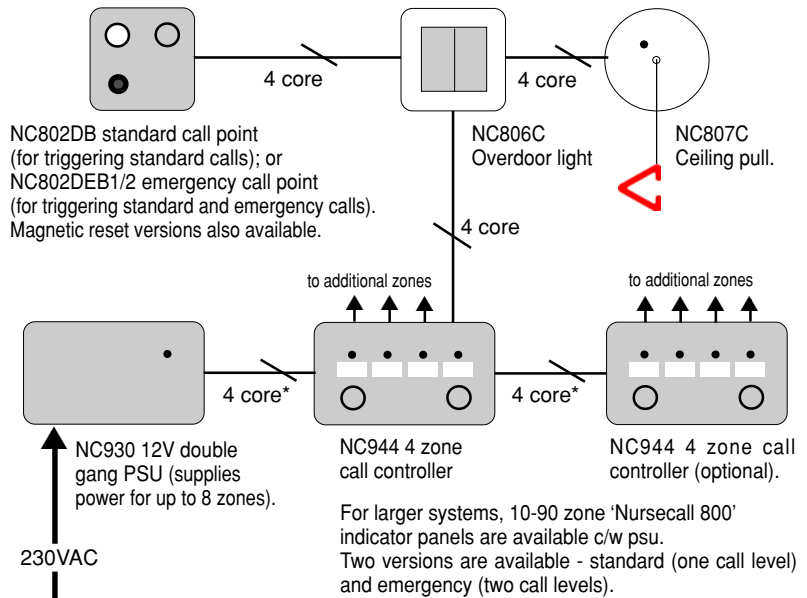 4 core
4 core
NC802DB standard call point
(for triggering standard calls); or
NC802DEB1/2 emergency call point
(for triggering standard and emergency calls).
Magnetic reset versions also available.
NC806C
Overdoor light
NC807C
Ceiling pull.
4 core
to additional zones
to additional zones
4 core*
4 core*
NC930 12V double
gang PSU (supplies
power for up to 8 zones).
NC944 4 zone
call controller
NC944 4 zone call
controller (optional).
230VAC
For larger systems, 10-90 zone ‘Nursecall 800’
indicator panels are available c/w psu.
Two versions are available - standard (one call level)
and emergency (two call levels).